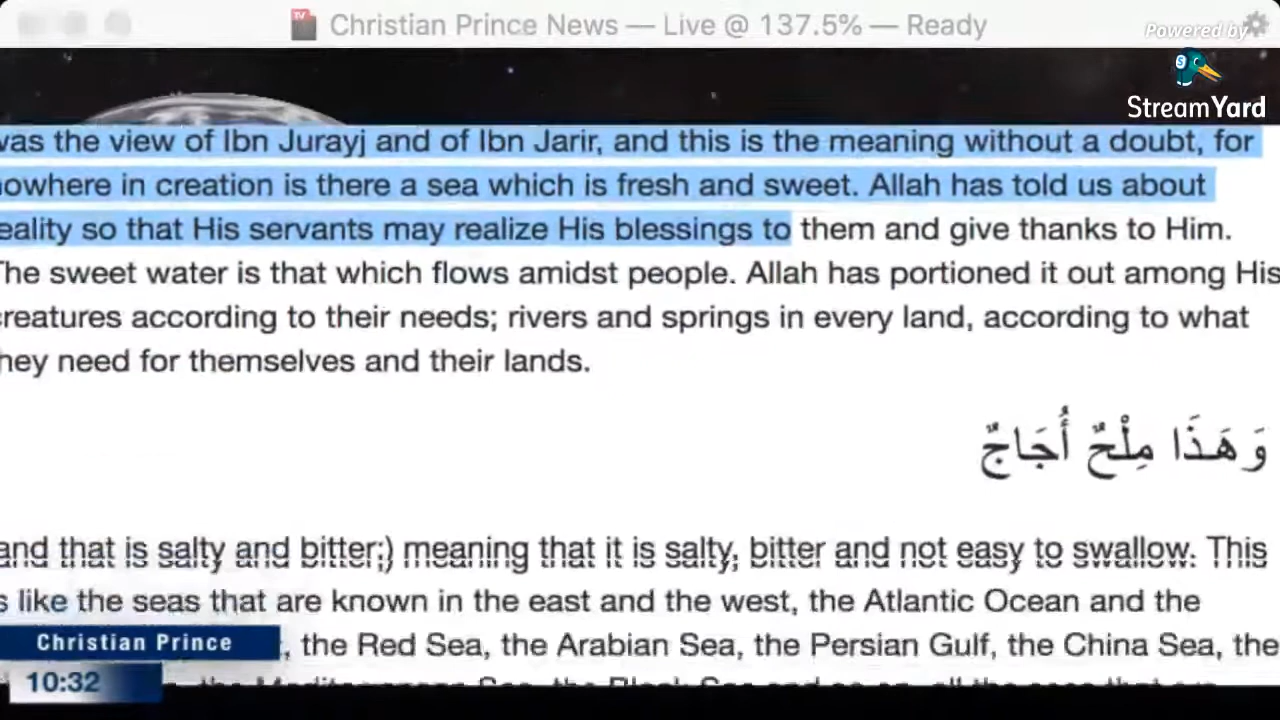 Christian Prince News — Live @ 137.5% — Ready
Powered by
StreamYard
was the view of Ibn Jurayj and of Ibn Jarir, and this is the meaning without a doubt, for
nowhere in creation is there a sea which is fresh and sweet. Allah has told us about
eality so that His servants may realize His blessings to them and give thanks to Him.
The sweet water is that which flows amidst people. Allah has portioned it out among His
creatures according to their needs; rivers and springs in every land, according to what
they need for themselves and their lands.
وَهَذَا مِلْحٌ أُجَاجٌ
and that is salty and bitter;) meaning that it is salty, bitter and not easy to swallow. This
s like the seas that are known in the east and the west, the Atlantic Ocean and the
, the Red Sea, the Arabian Sea, the Persian Gulf, the China Sea, the
Christian Prince
10:32